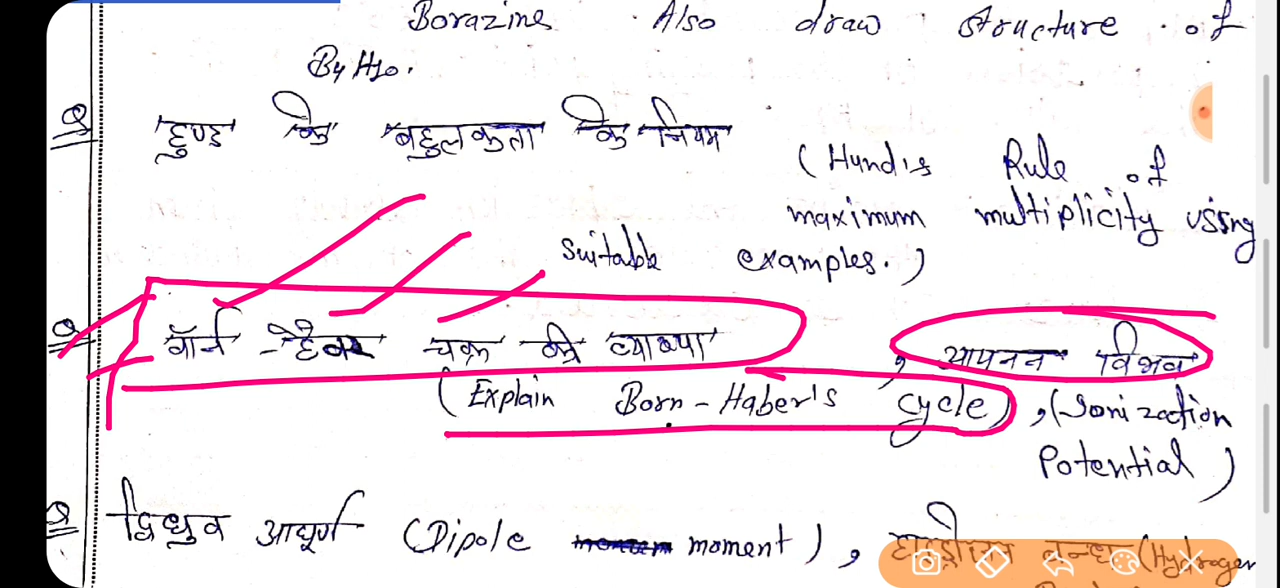 Borazine. Also draw structure of
B4H10.
Q हुण्ड कि बहुलकता कि नियम
(Hund's Rule of
maximum multiplicity using
suitable examples.)
Q बॉर्न-हैबर चक्र की व्याख्या, आयनन विभव
(Explain Born-Haber's cycle), (Ionization
Potential)
Q द्विध्रुव आघूर्ण (Dipole moment), (Hydrogen